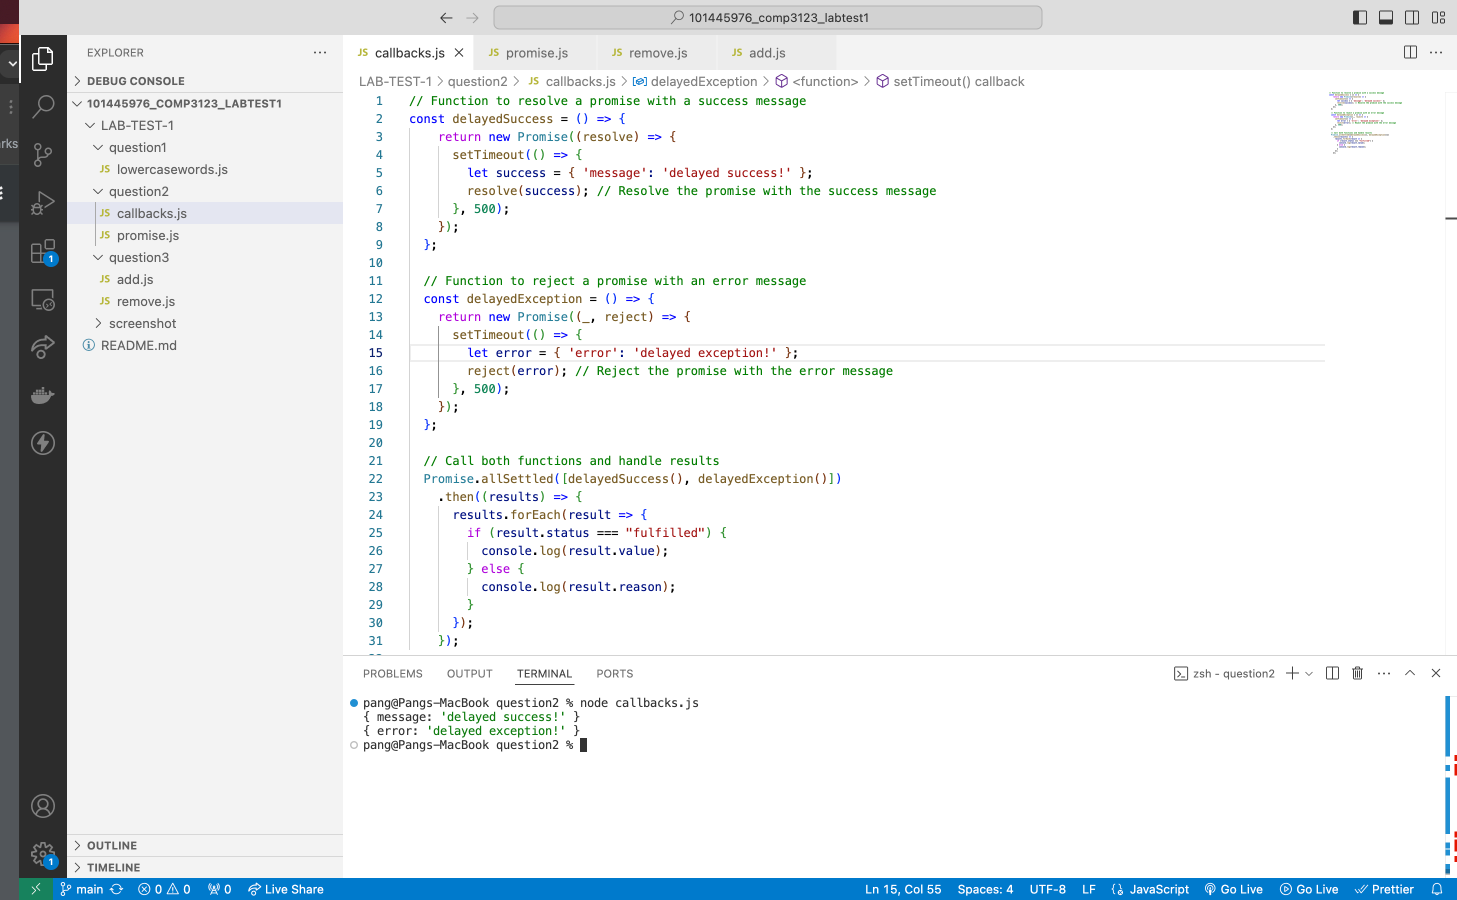 101445976_comp3123_labtest1
rks
EXPLORER
DEBUG CONSOLE
101445976_COMP3123_LABTEST1
LAB-TEST-1
question1
JS lowercasewords.js
question2
JS callbacks.js
JS promise.js
question3
JS add.js
JS remove.js
screenshot
README.md
OUTLINE
TIMELINE
JS callbacks.js
JS promise.js
JS remove.js
JS add.js
LAB-TEST-1 > question2 > JS callbacks.js > delayedException > <function> > setTimeout() callback
1 // Function to resolve a promise with a success message
2 const delayedSuccess = () => {
3 return new Promise((resolve) => {
4 setTimeout(() => {
5 let success = { 'message': 'delayed success!' };
6 resolve(success); // Resolve the promise with the success message
7 }, 500);
8 });
9 };
10
11 // Function to reject a promise with an error message
12 const delayedException = () => {
13 return new Promise((_, reject) => {
14 setTimeout(() => {
15 let error = { 'error': 'delayed exception!' };
16 reject(error); // Reject the promise with the error message
17 }, 500);
18 });
19 };
20
21 // Call both functions and handle results
22 Promise.allSettled([delayedSuccess(), delayedException()])
23 .then((results) => {
24 results.forEach(result => {
25 if (result.status === "fulfilled") {
26 console.log(result.value);
27 } else {
28 console.log(result.reason);
29 }
30 });
31 });
PROBLEMS OUTPUT TERMINAL PORTS
zsh - question2
pang@Pangs-MacBook question2 % node callbacks.js
{ message: 'delayed success!' }
{ error: 'delayed exception!' }
pang@Pangs-MacBook question2 %
1
1
main 0 0 0 Live Share
Ln 15, Col 55 Spaces: 4 UTF-8 LF {} JavaScript Go Live Go Live Prettier